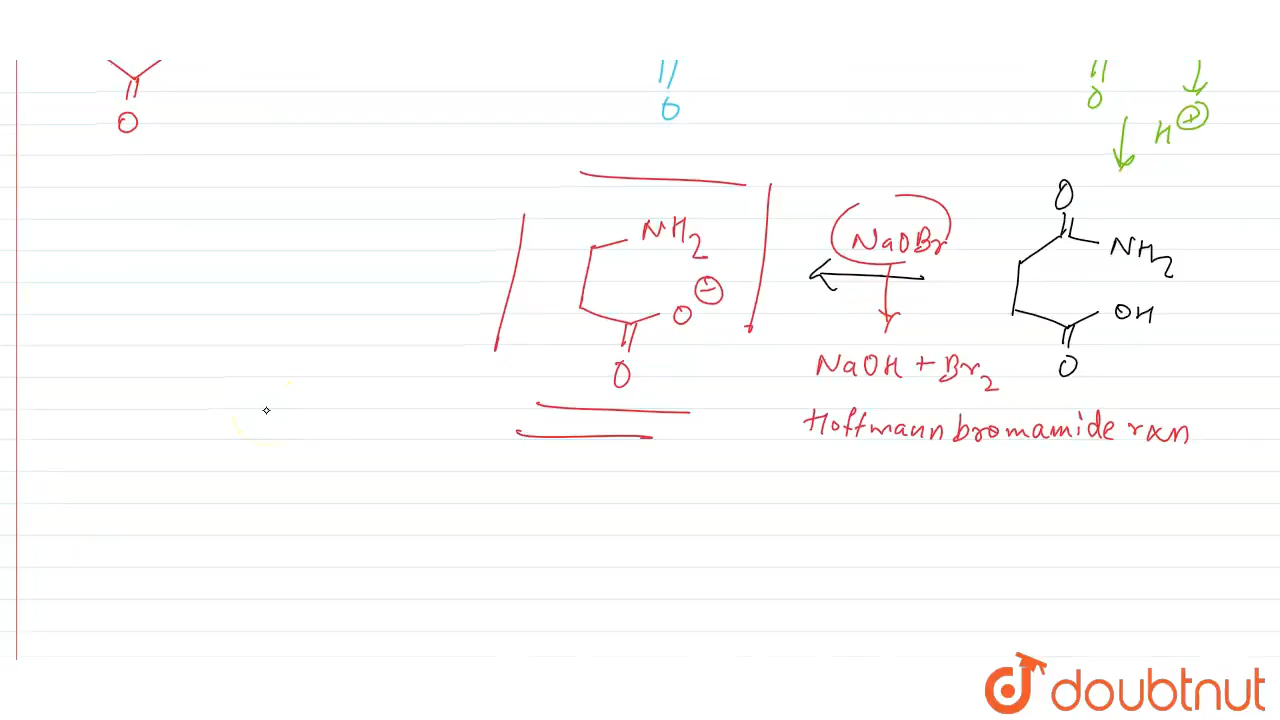 O
O
O
H ⊕
O
NH2
NaOBr
NH2
⊖
O
OH
O
O
NaOH + Br2
Hoffmann bromamide rxn
doubtnut